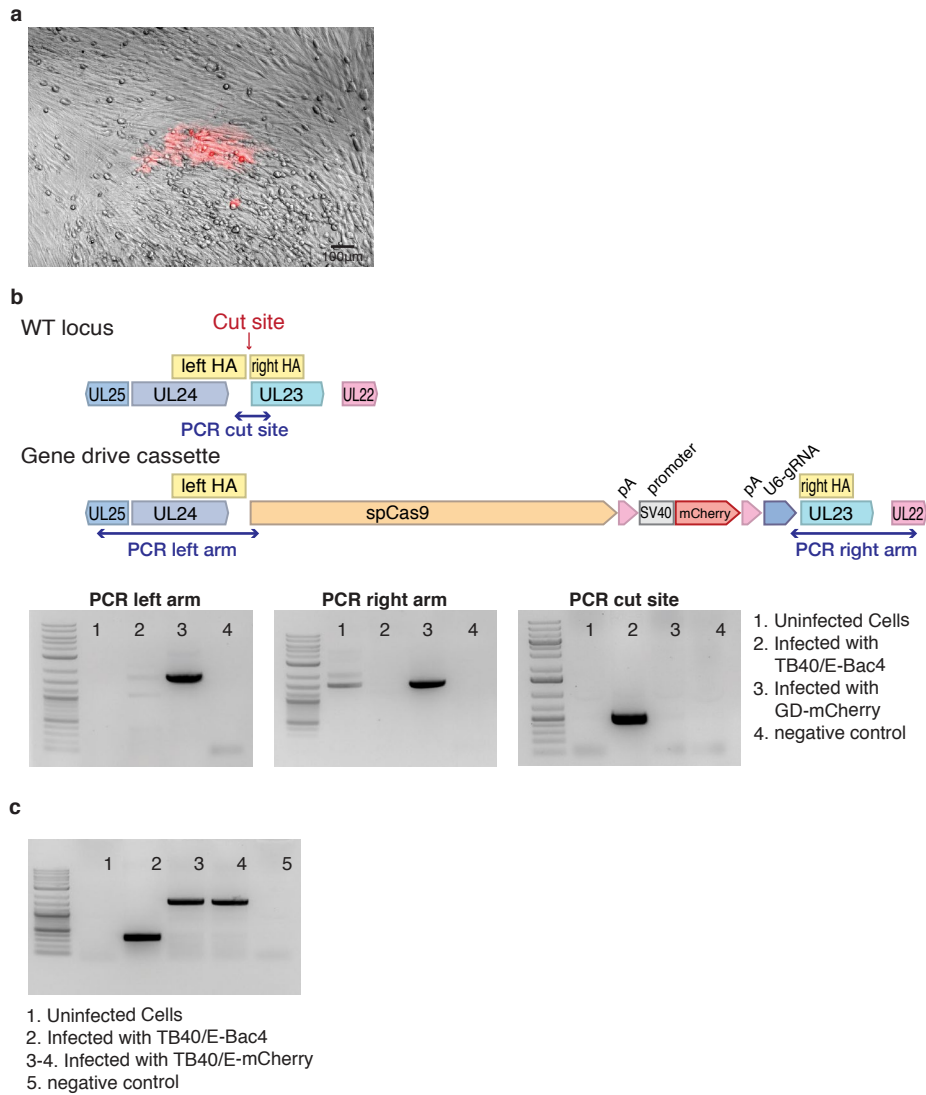 a
100µm
b
WT locus
Cut site
left HA
right HA
UL25
UL24
UL23
UL22
PCR cut site
Gene drive cassette
left HA
pA
promoter
pA
U6-gRNA
right HA
UL25
UL24
spCas9
SV40
mCherry
UL23
UL22
PCR left arm
PCR right arm
PCR left arm
1 2 3 4
PCR right arm
1 2 3 4
PCR cut site
1 2 3 4
1. Uninfected Cells
2. Infected with
TB40/E-Bac4
3. Infected with
GD-mCherry
4. negative control
c
1 2 3 4 5
1. Uninfected Cells
2. Infected with TB40/E-Bac4
3-4. Infected with TB40/E-mCherry
5. negative control